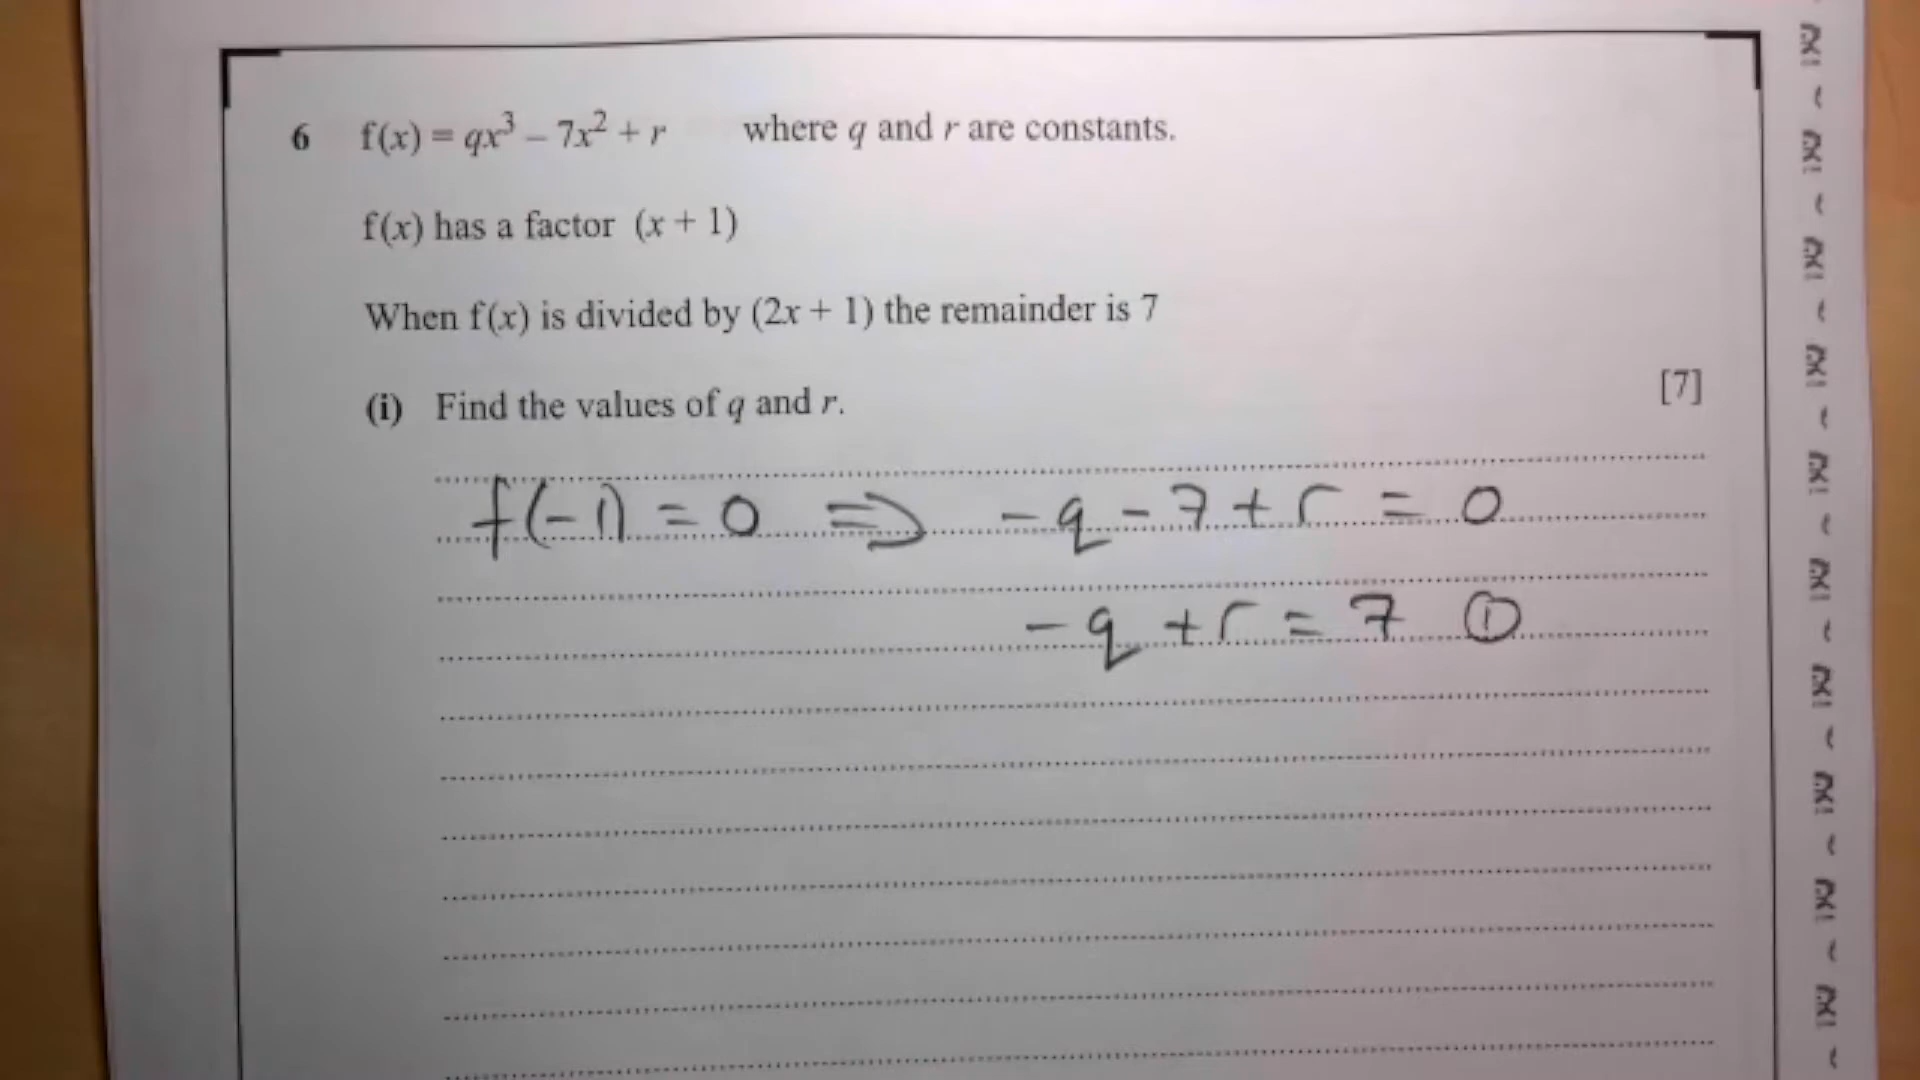 6 f(x) = qx³ – 7x² + r where q and r are constants.
f(x) has a factor (x + 1)
When f(x) is divided by (2x + 1) the remainder is 7
(i) Find the values of q and r. [7]
f(-1) = 0 ⇒ -q - 7 + r = 0
-q + r = 7 ①